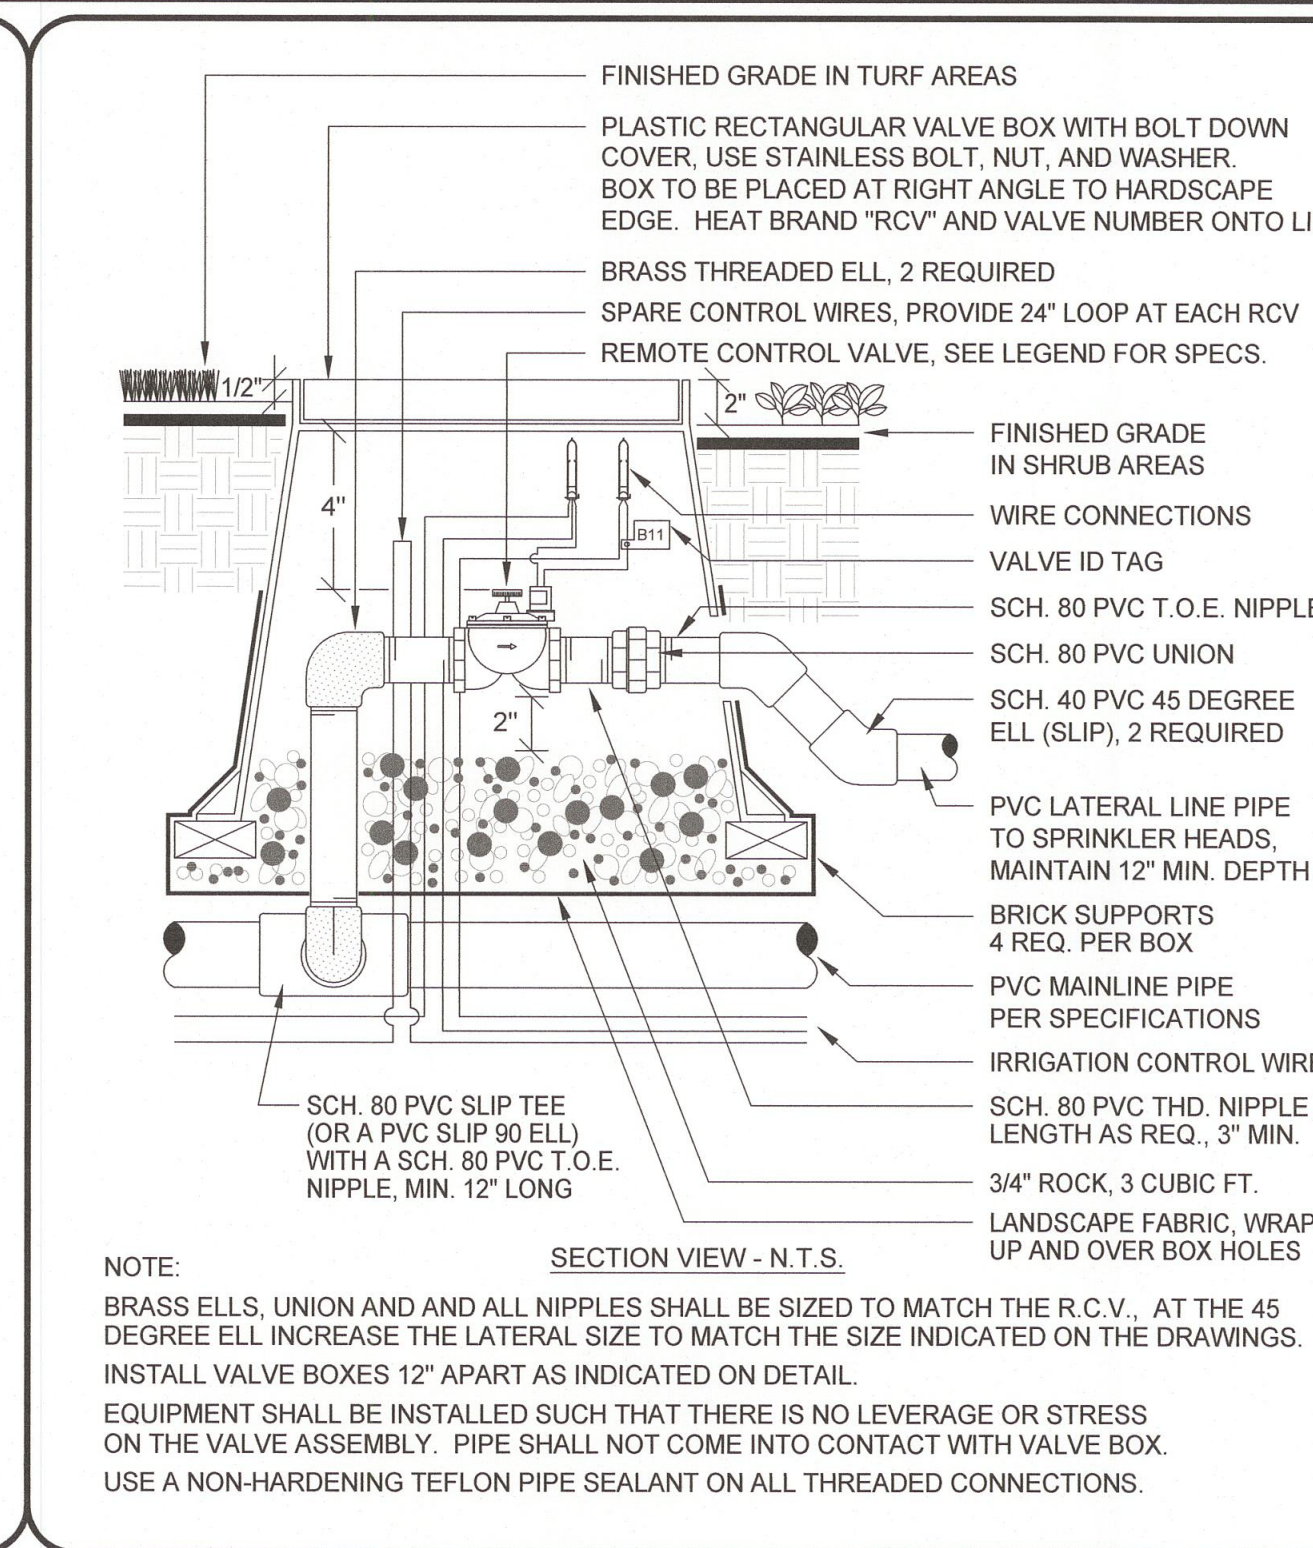 FINISHED GRADE IN TURF AREAS
PLASTIC RECTANGULAR VALVE BOX WITH BOLT DOWN
COVER, USE STAINLESS BOLT, NUT, AND WASHER.
BOX TO BE PLACED AT RIGHT ANGLE TO HARDSCAPE
EDGE. HEAT BRAND "RCV" AND VALVE NUMBER ONTO LI
BRASS THREADED ELL, 2 REQUIRED
SPARE CONTROL WIRES, PROVIDE 24" LOOP AT EACH RCV
REMOTE CONTROL VALVE, SEE LEGEND FOR SPECS.
1/2"
2"
4"
B11
2"
FINISHED GRADE
IN SHRUB AREAS
WIRE CONNECTIONS
VALVE ID TAG
SCH. 80 PVC T.O.E. NIPPLE
SCH. 80 PVC UNION
SCH. 40 PVC 45 DEGREE
ELL (SLIP), 2 REQUIRED
PVC LATERAL LINE PIPE
TO SPRINKLER HEADS,
MAINTAIN 12" MIN. DEPTH
BRICK SUPPORTS
4 REQ. PER BOX
PVC MAINLINE PIPE
PER SPECIFICATIONS
IRRIGATION CONTROL WIRE
SCH. 80 PVC THD. NIPPLE
LENGTH AS REQ., 3" MIN.
3/4" ROCK, 3 CUBIC FT.
LANDSCAPE FABRIC, WRAP
UP AND OVER BOX HOLES
SCH. 80 PVC SLIP TEE
(OR A PVC SLIP 90 ELL)
WITH A SCH. 80 PVC T.O.E.
NIPPLE, MIN. 12" LONG
SECTION VIEW - N.T.S.
NOTE:
BRASS ELLS, UNION AND AND ALL NIPPLES SHALL BE SIZED TO MATCH THE R.C.V., AT THE 45
DEGREE ELL INCREASE THE LATERAL SIZE TO MATCH THE SIZE INDICATED ON THE DRAWINGS.
INSTALL VALVE BOXES 12" APART AS INDICATED ON DETAIL.
EQUIPMENT SHALL BE INSTALLED SUCH THAT THERE IS NO LEVERAGE OR STRESS
ON THE VALVE ASSEMBLY. PIPE SHALL NOT COME INTO CONTACT WITH VALVE BOX.
USE A NON-HARDENING TEFLON PIPE SEALANT ON ALL THREADED CONNECTIONS.